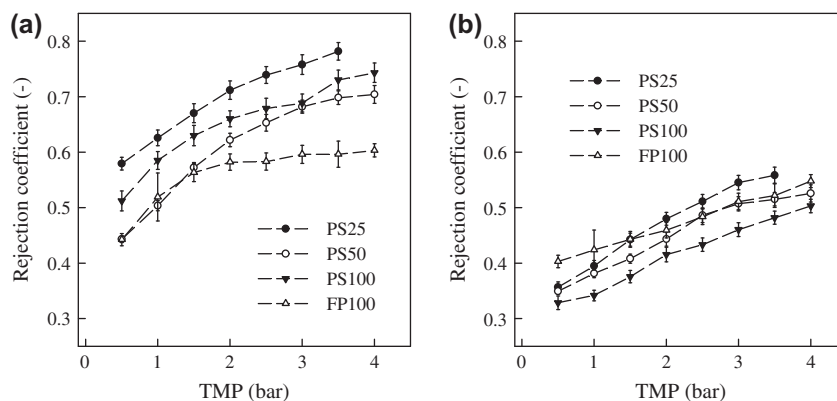 (a)
Rejection coefficient (-)
0.8
0.7
0.6
0.5
0.4
0.3
0 1 2 3 4
TMP (bar)
PS25
PS50
PS100
FP100
(b)
Rejection coefficient (-)
0.8
0.7
0.6
0.5
0.4
0.3
0 1 2 3 4
TMP (bar)
PS25
PS50
PS100
FP100